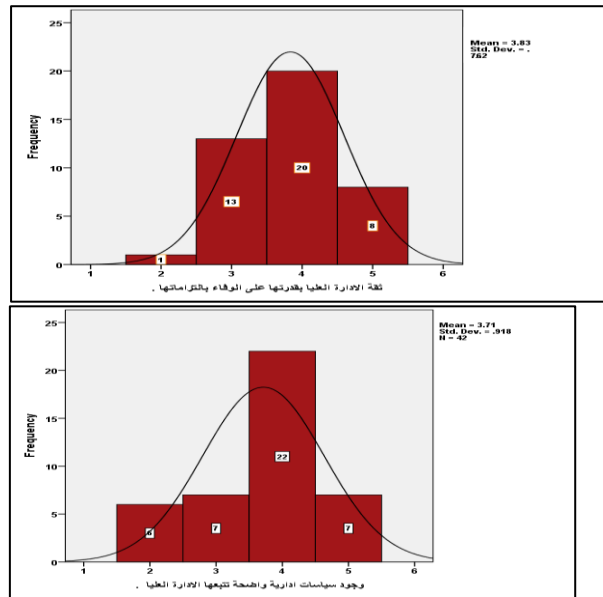 Mean = 3.83
Std. Dev. = .
762
25
20
15
10
5
0
Frequency
1
13
20
8
1 2 3 4 5 6
ثقة الادارة العليا بقدرتها على الوفاء بالتزاماتها .
Mean = 3.71
Std. Dev. = .918
N = 42
25
20
15
10
5
0
Frequency
6
7
22
7
1 2 3 4 5 6
وجود سياسات ادارية واضحة تتبعها الادارة العليا .